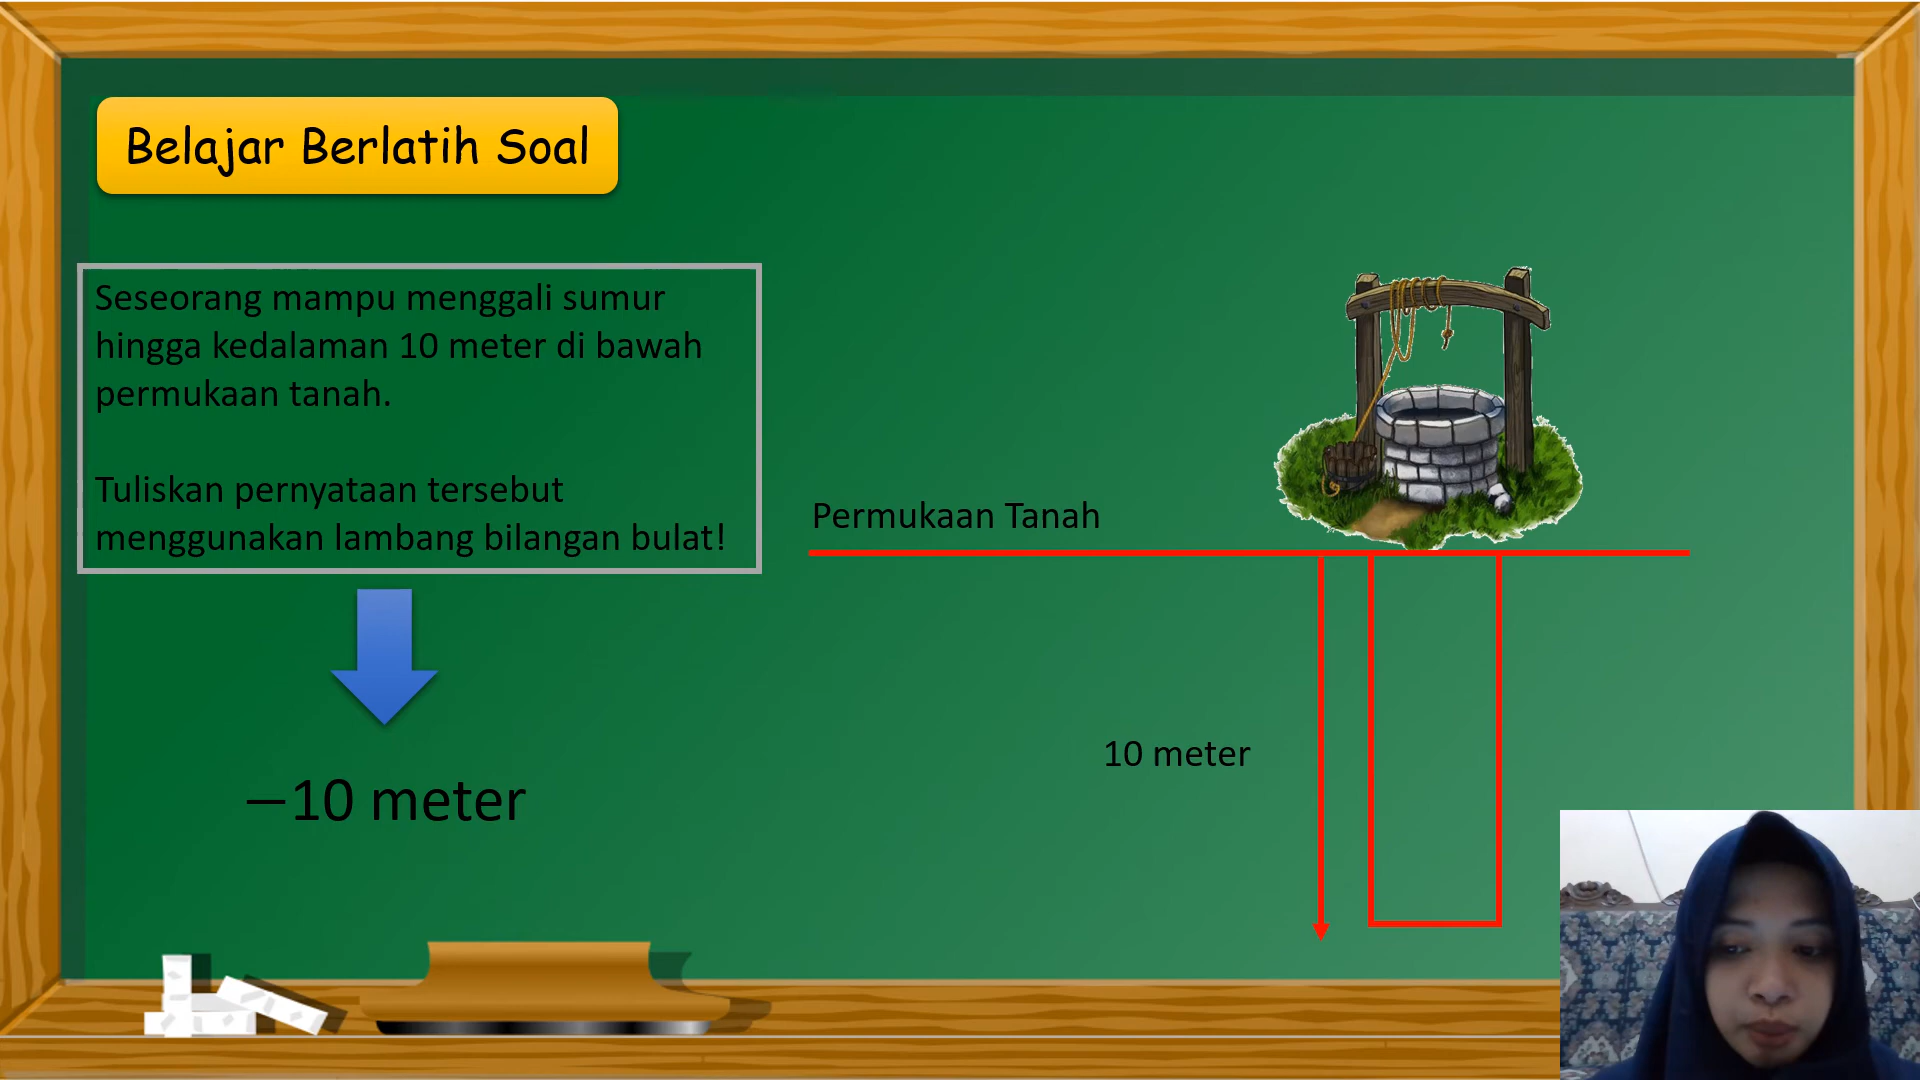 Belajar Berlatih Soal
Seseorang mampu menggali sumur
hingga kedalaman 10 meter di bawah
permukaan tanah.
Tuliskan pernyataan tersebut
menggunakan lambang bilangan bulat!
−10 meter
Permukaan Tanah
10 meter